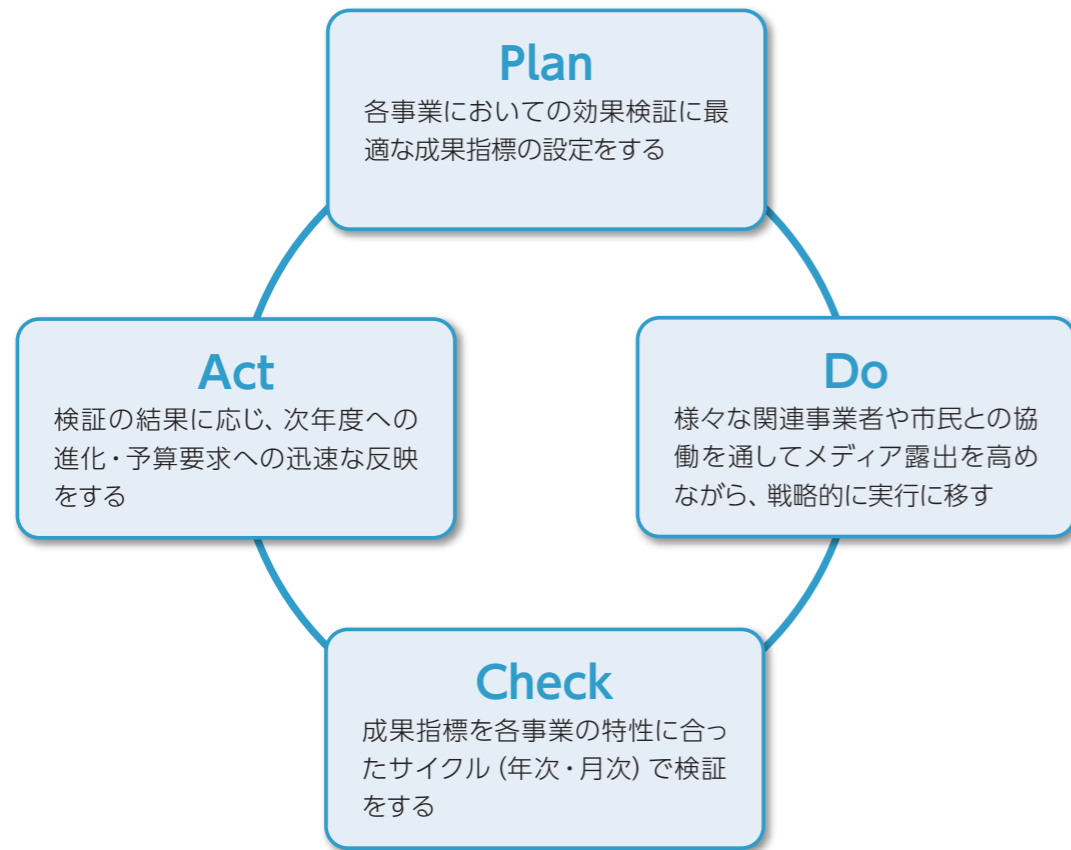 Plan
各事業においての効果検証に最
適な成果指標の設定をする
Act
検証の結果に応じ、次年度への
進化・予算要求への迅速な反映
をする
Do
様々な関連事業者や市民との協
働を通してメディア露出を高め
ながら、戦略的に実行に移す
Check
成果指標を各事業の特性に合っ
たサイクル（年次・月次）で検証
をする